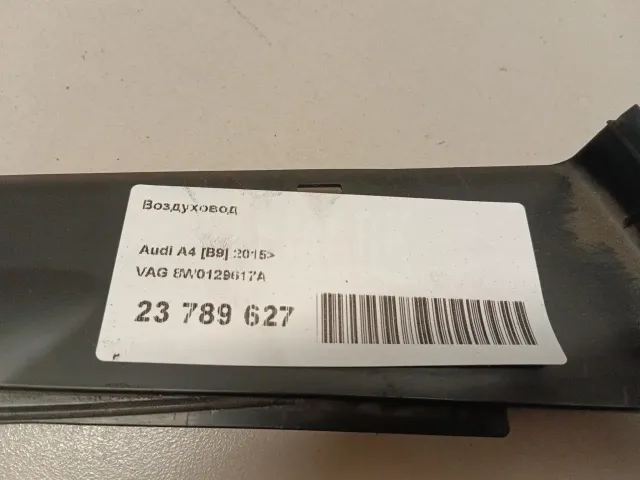 Воздуховод
Audi A4 [B9] 2015>
VAG 8W0129617A
23 789 627